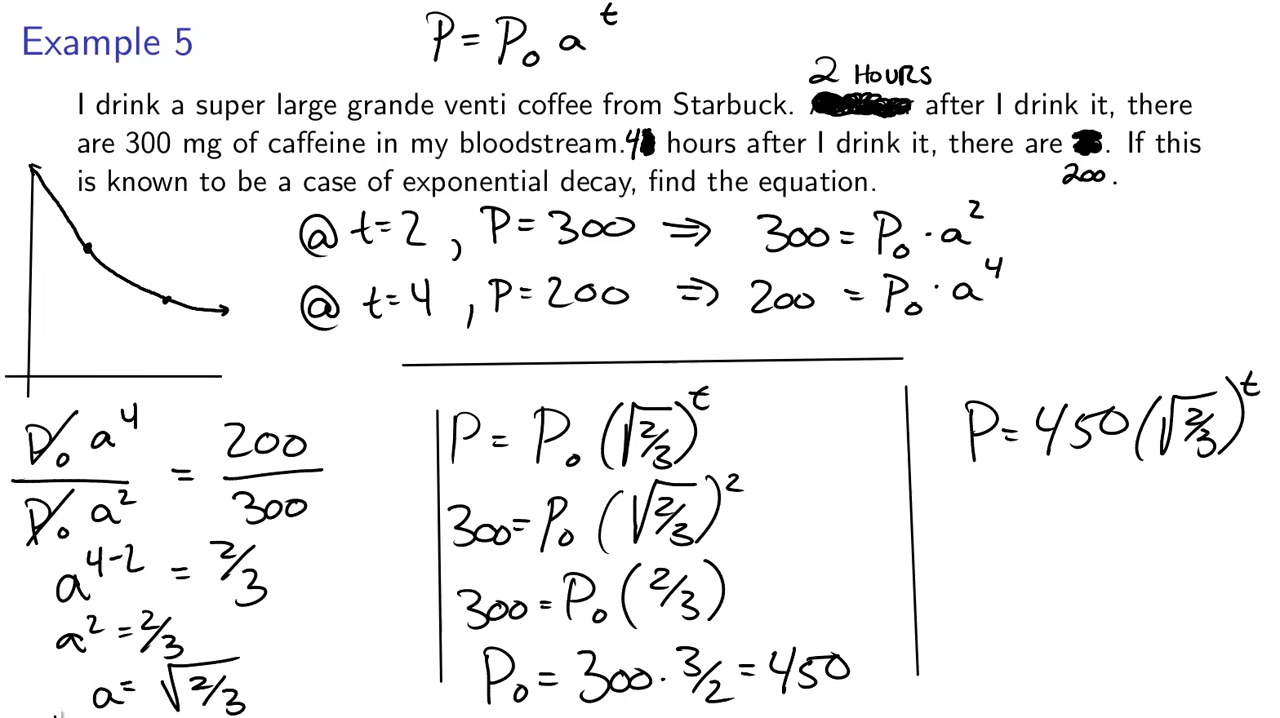 P = P₀ a^t
Example 5
2 HOURS
I drink a super large grande venti coffee from Starbuck. after I drink it, there
are 300 mg of caffeine in my bloodstream. 4 hours after I drink it, there are . If this
200.
is known to be a case of exponential decay, find the equation.
@ t=2, P=300 ⇒ 300 = P₀ · a²
@ t=4, P=200 ⇒ 200 = P₀ · a⁴
P₀ a⁴ / P₀ a² = 200 / 300
a^(4-2) = 2/3
a² = 2/3
a = √(2/3)
P = P₀ (√(2/3))^t
300 = P₀ (√(2/3))²
300 = P₀ (2/3)
P₀ = 300 · 3/2 = 450
P = 450 (√(2/3))^t